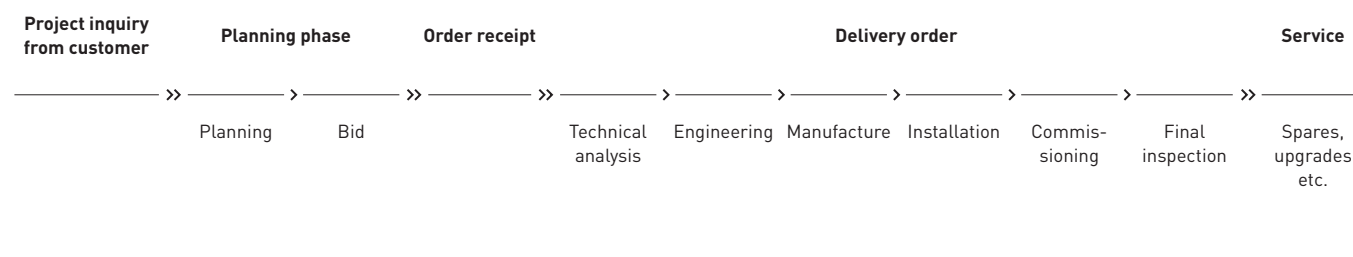 Project inquiry
from customer
Planning phase
Order receipt
Delivery order
Service
Planning
Bid
Technical
analysis
Engineering
Manufacture
Installation
Commis-
sioning
Final
inspection
Spares,
upgrades
etc.